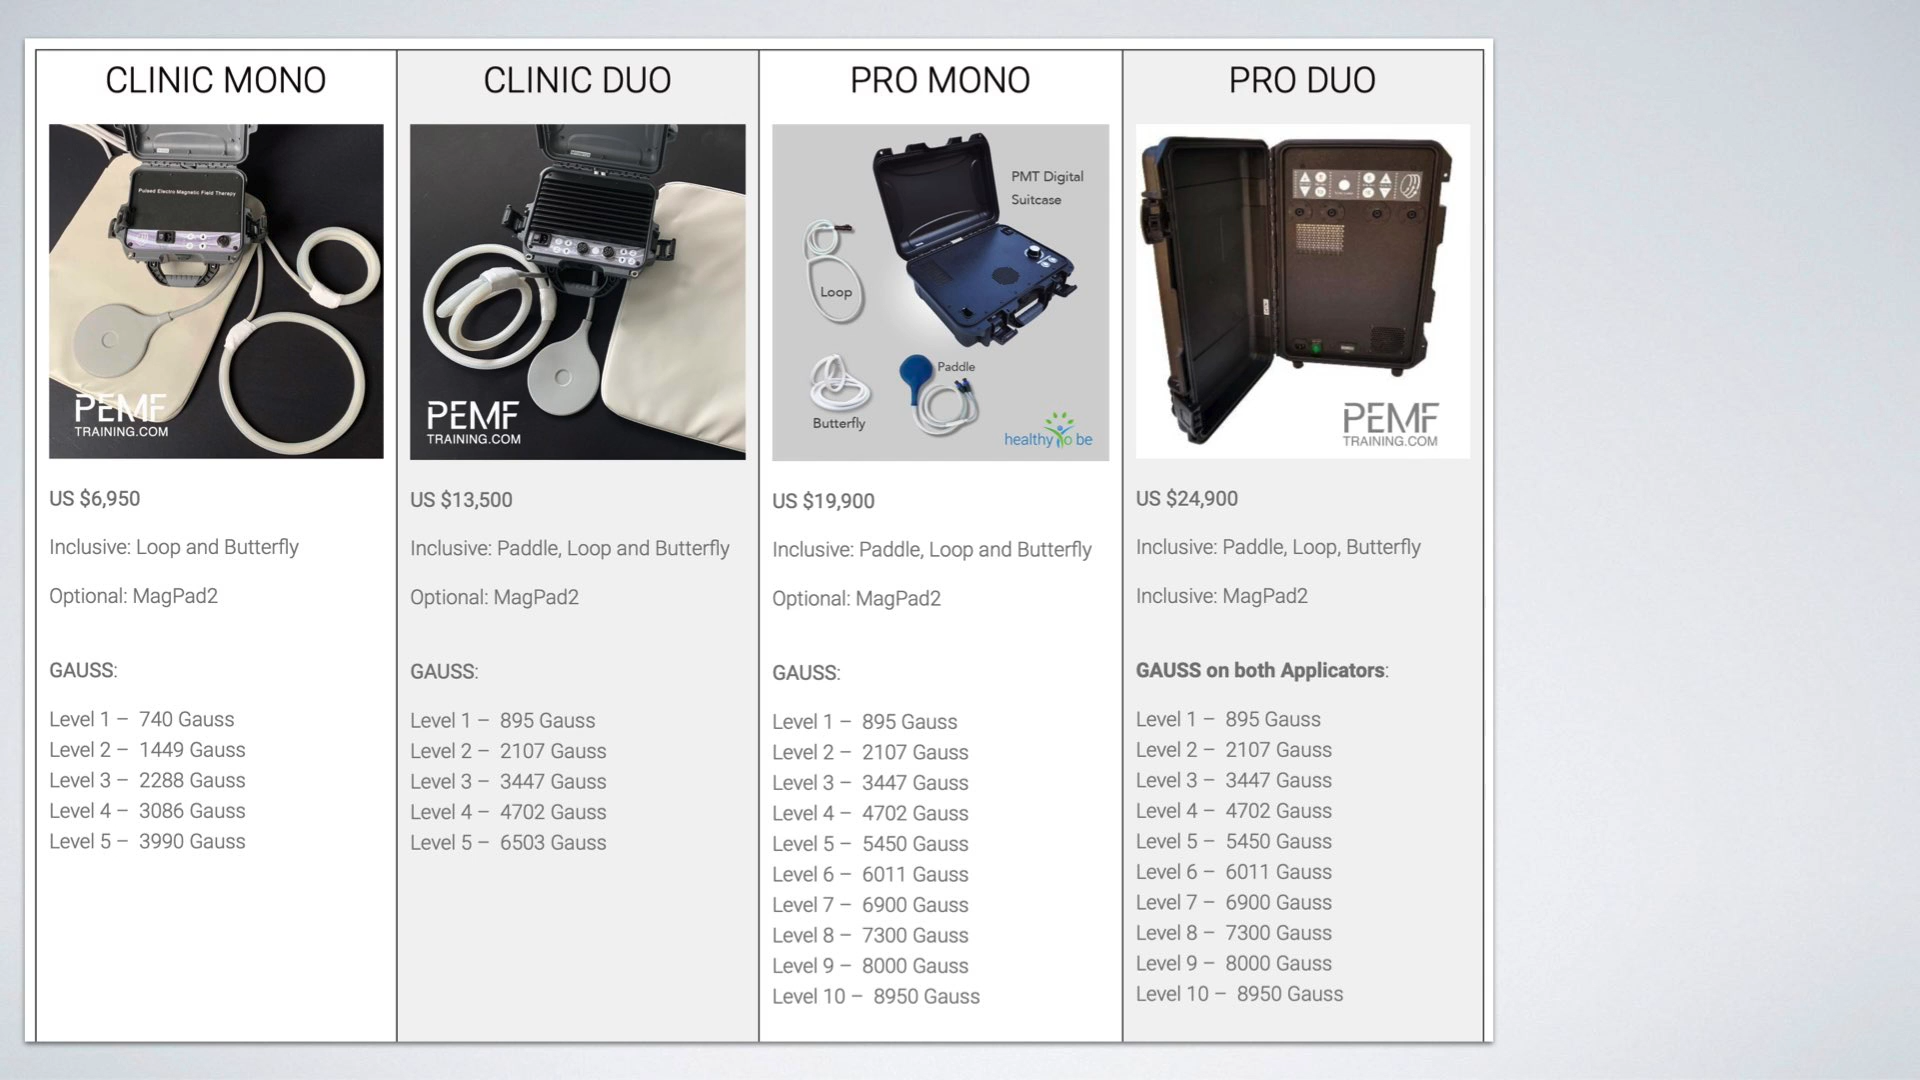 CLINIC MONO
Pulsed Electro Magnetic Field Therapy
PEMF
TRAINING.COM
US $6,950
Inclusive: Loop and Butterfly
Optional: MagPad2
GAUSS:
Level 1 – 740 Gauss
Level 2 – 1449 Gauss
Level 3 – 2288 Gauss
Level 4 – 3086 Gauss
Level 5 – 3990 Gauss
CLINIC DUO
PEMF
TRAINING.COM
US $13,500
Inclusive: Paddle, Loop and Butterfly
Optional: MagPad2
GAUSS:
Level 1 – 895 Gauss
Level 2 – 2107 Gauss
Level 3 – 3447 Gauss
Level 4 – 4702 Gauss
Level 5 – 6503 Gauss
PRO MONO
PMT Digital
Suitcase
Loop
Paddle
Butterfly
healthy to be
US $19,900
Inclusive: Paddle, Loop and Butterfly
Optional: MagPad2
GAUSS:
Level 1 – 895 Gauss
Level 2 – 2107 Gauss
Level 3 – 3447 Gauss
Level 4 – 4702 Gauss
Level 5 – 5450 Gauss
Level 6 – 6011 Gauss
Level 7 – 6900 Gauss
Level 8 – 7300 Gauss
Level 9 – 8000 Gauss
Level 10 – 8950 Gauss
PRO DUO
PEMF
TRAINING.COM
US $24,900
Inclusive: Paddle, Loop, Butterfly
Inclusive: MagPad2
GAUSS on both Applicators:
Level 1 – 895 Gauss
Level 2 – 2107 Gauss
Level 3 – 3447 Gauss
Level 4 – 4702 Gauss
Level 5 – 5450 Gauss
Level 6 – 6011 Gauss
Level 7 – 6900 Gauss
Level 8 – 7300 Gauss
Level 9 – 8000 Gauss
Level 10 – 8950 Gauss